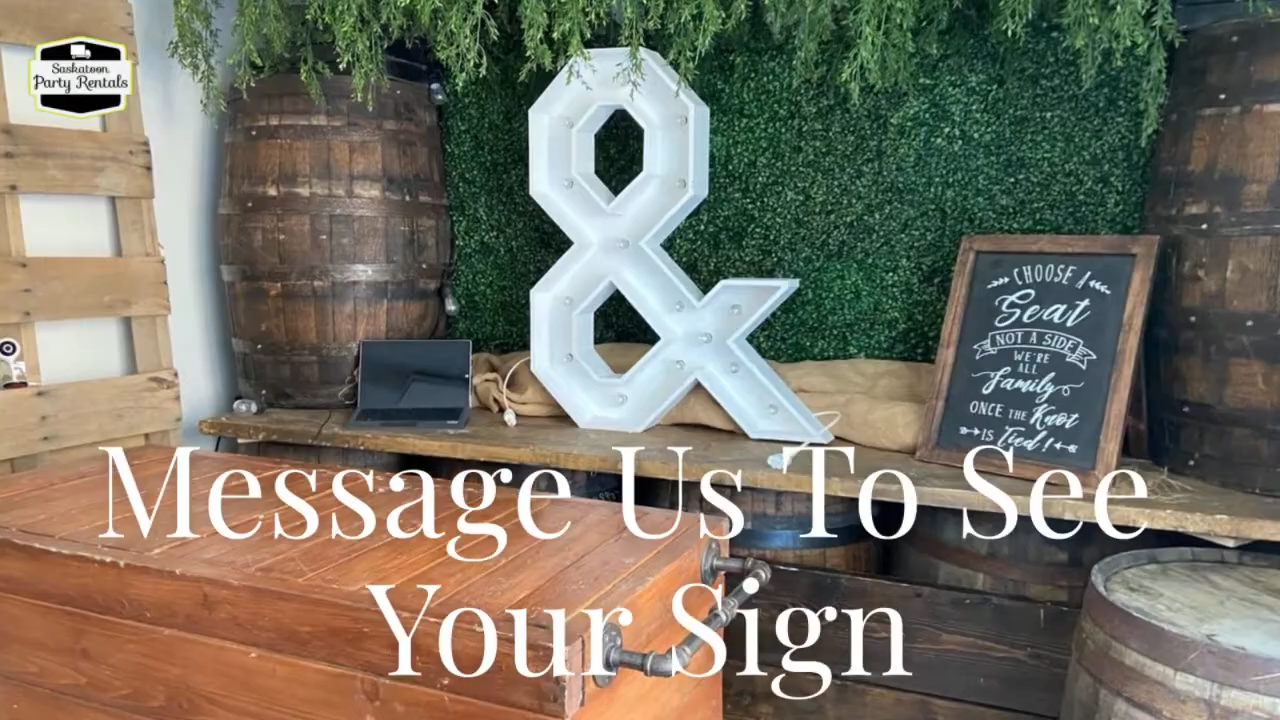 Saskatoon
Party Rentals
&
CHOOSE A
Seat
NOT A SIDE
WE'RE
ALL
Family
ONCE THE Knot
IS Tied!
Message Us To See
Your Sign